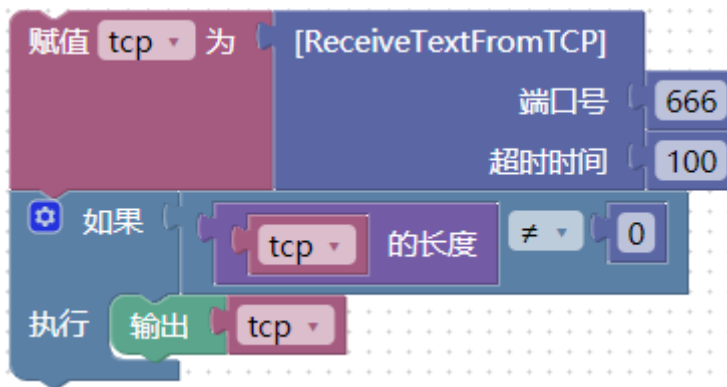 赋值 tcp 为 [ReceiveTextFromTCP]
端口号 666
超时时间 100
如果 tcp 的长度 ≠ 0
执行 输出 tcp